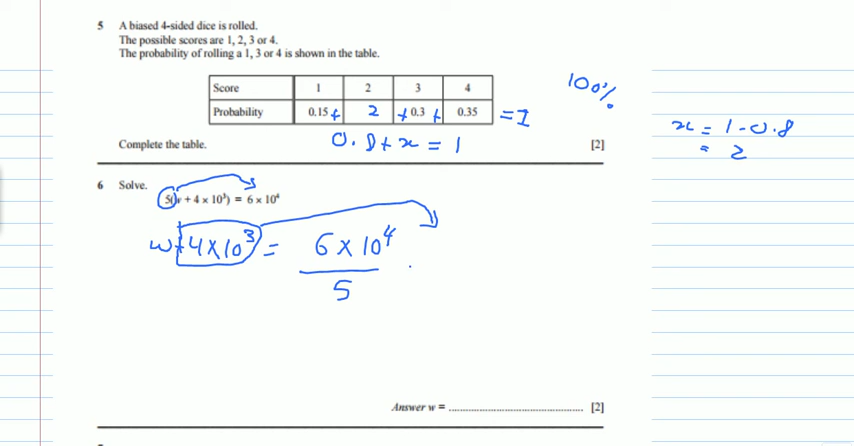 5 A biased 4-sided dice is rolled.
The possible scores are 1, 2, 3 or 4.
The probability of rolling a 1, 3 or 4 is shown in the table.
100%
Score 1 2 3 4
Probability 0.15 + 2 + 0.3 + 0.35 = 1
x = 1 - 0.8
= 2
Complete the table. [2]
0.8 + x = 1
6 Solve.
5(w + 4 × 10³) = 6 × 10⁴
w + 4 × 10³ = 6 × 10⁴
5
Answer w = ............................................... [2]